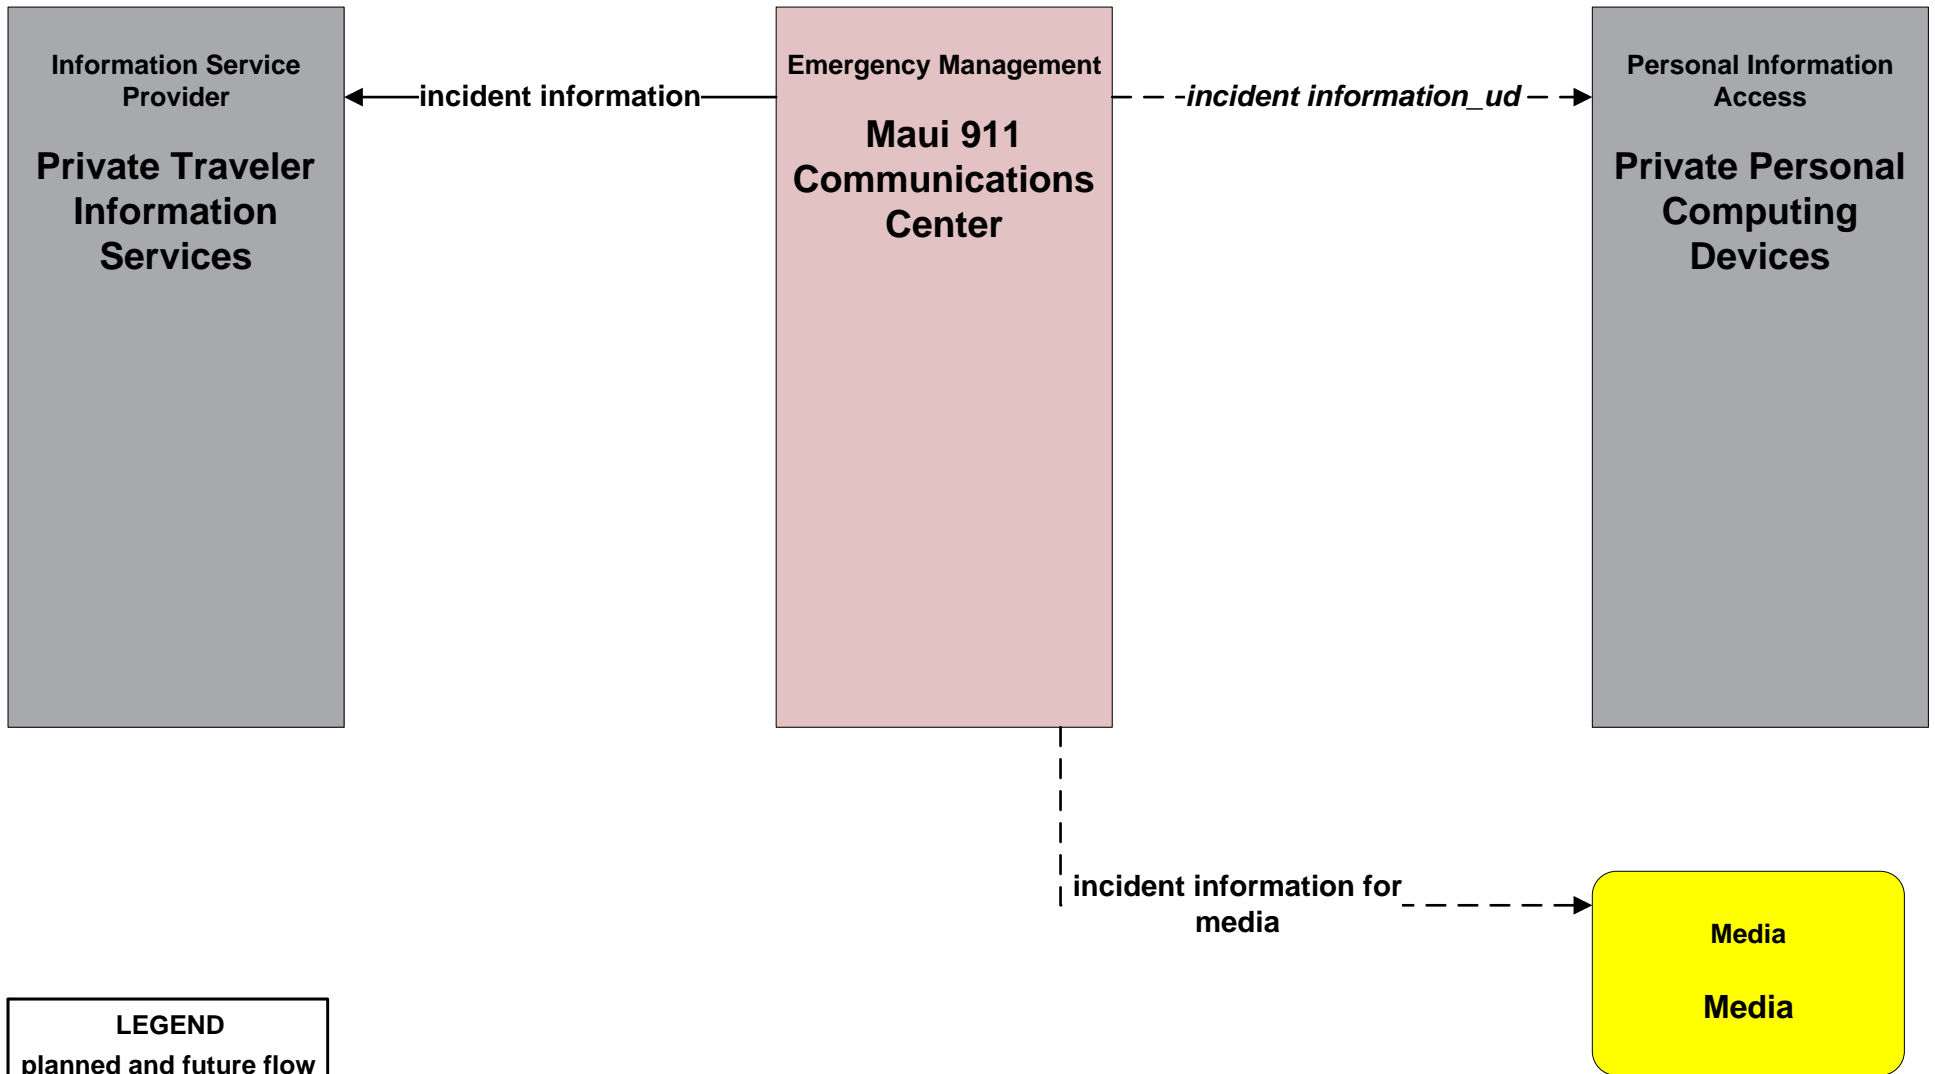 Information Service
Provider
Private Traveler
Information
Services
incident information
Emergency Management
Maui 911
Communications
Center
incident information_ud
Personal Information
Access
Private Personal
Computing
Devices
incident information for
media
Media
Media
LEGEND
planned and future flow